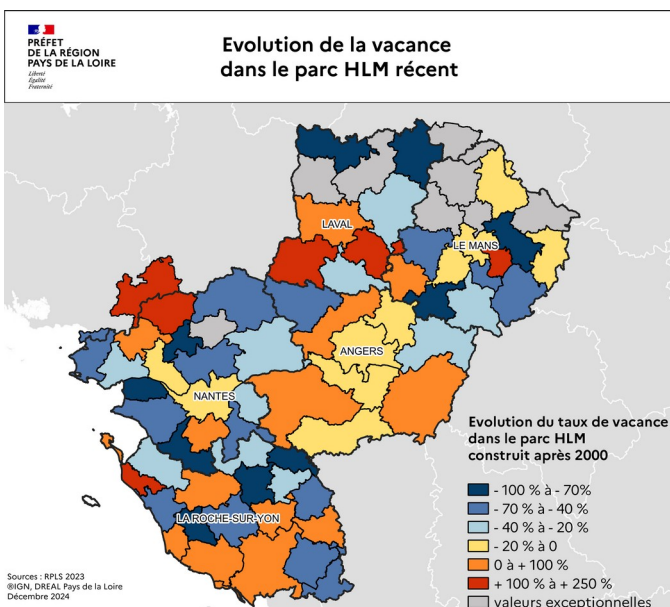 PRÉFET
DE LA RÉGION
PAYS DE LA LOIRE
Liberté
Égalité
Fraternité
Evolution de la vacance
dans le parc HLM récent
LAVAL
LE MANS
ANGERS
NANTES
LA ROCHE-SUR-YON
Evolution du taux de vacance
dans le parc HLM
construit après 2000
- 100 % à - 70%
- 70 % à - 40 %
- 40 % à - 20 %
- 20 % à 0
0 à + 100 %
+ 100 % à + 250 %
valeurs exceptionnelles
Sources : RPLS 2023
®IGN, DREAL Pays de la Loire
Décembre 2024